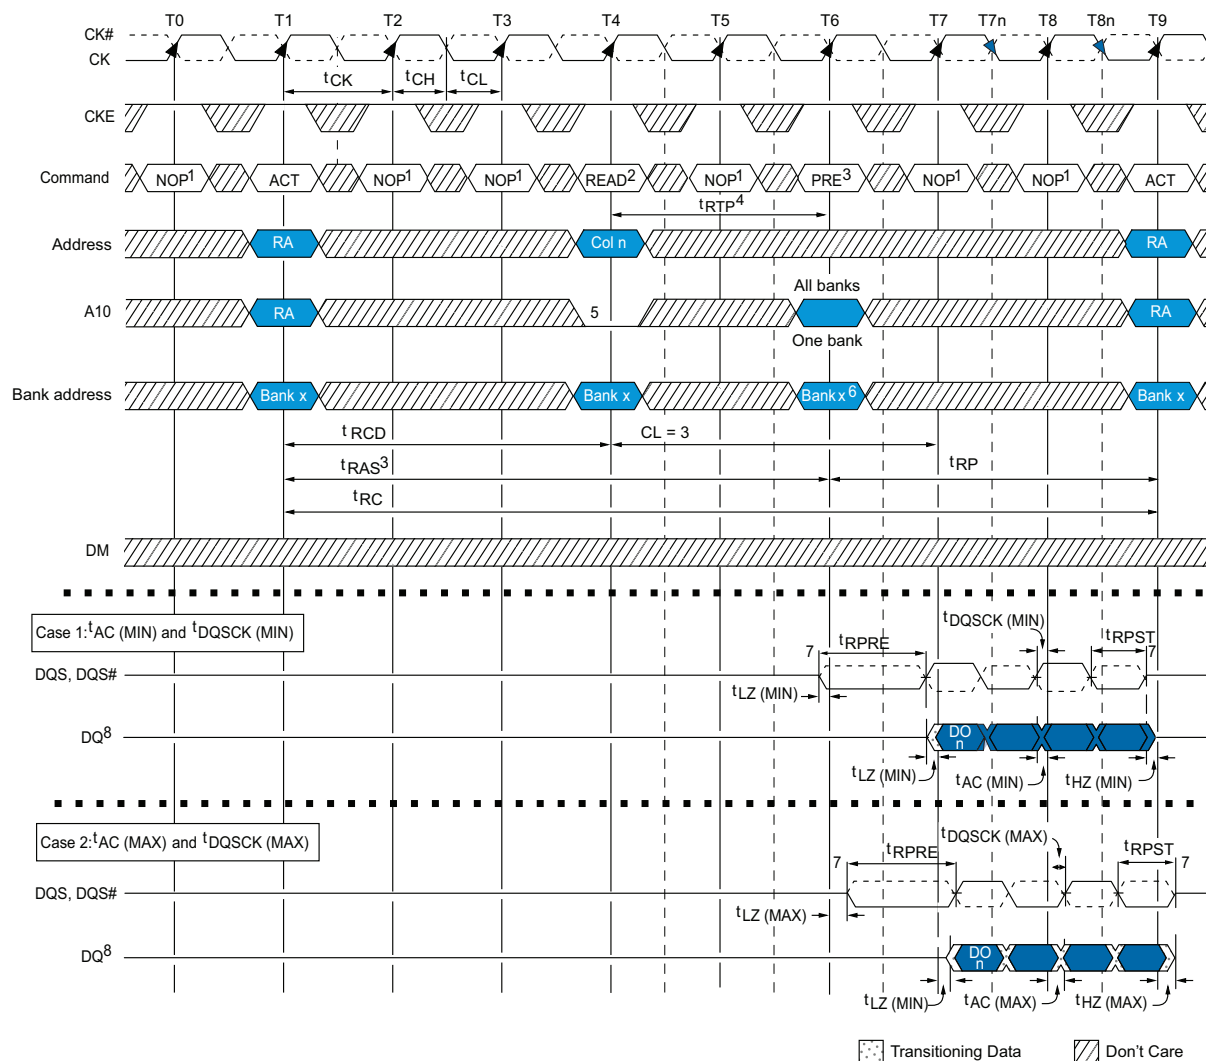 T0 T1 T2 T3 T4 T5 T6 T7 T7n T8 T8n T9
CK#
CK
tCK tCH tCL
CKE
Command NOP1 ACT NOP1 NOP1 READ2 NOP1 PRE3 NOP1 NOP1 ACT
tRTP4
Address RA Col n RA
All banks
A10 RA 5 RA
One bank
Bank address Bank x Bank x Bank x6 Bank x
tRCD CL = 3
tRAS3 tRP
tRC
DM
Case 1: tAC (MIN) and tDQSCK (MIN)
tDQSCK (MIN)
7 tRPRE tRPST 7
DQS, DQS#
tLZ (MIN)
DQ8 DO
n
tLZ (MIN) tAC (MIN) tHZ (MIN)
Case 2: tAC (MAX) and tDQSCK (MAX)
tDQSCK (MAX)
7 tRPRE tRPST 7
DQS, DQS#
tLZ (MAX)
DQ8 DO
n
tLZ (MIN) tAC (MAX) tHZ (MAX)
Transitioning Data Don't Care